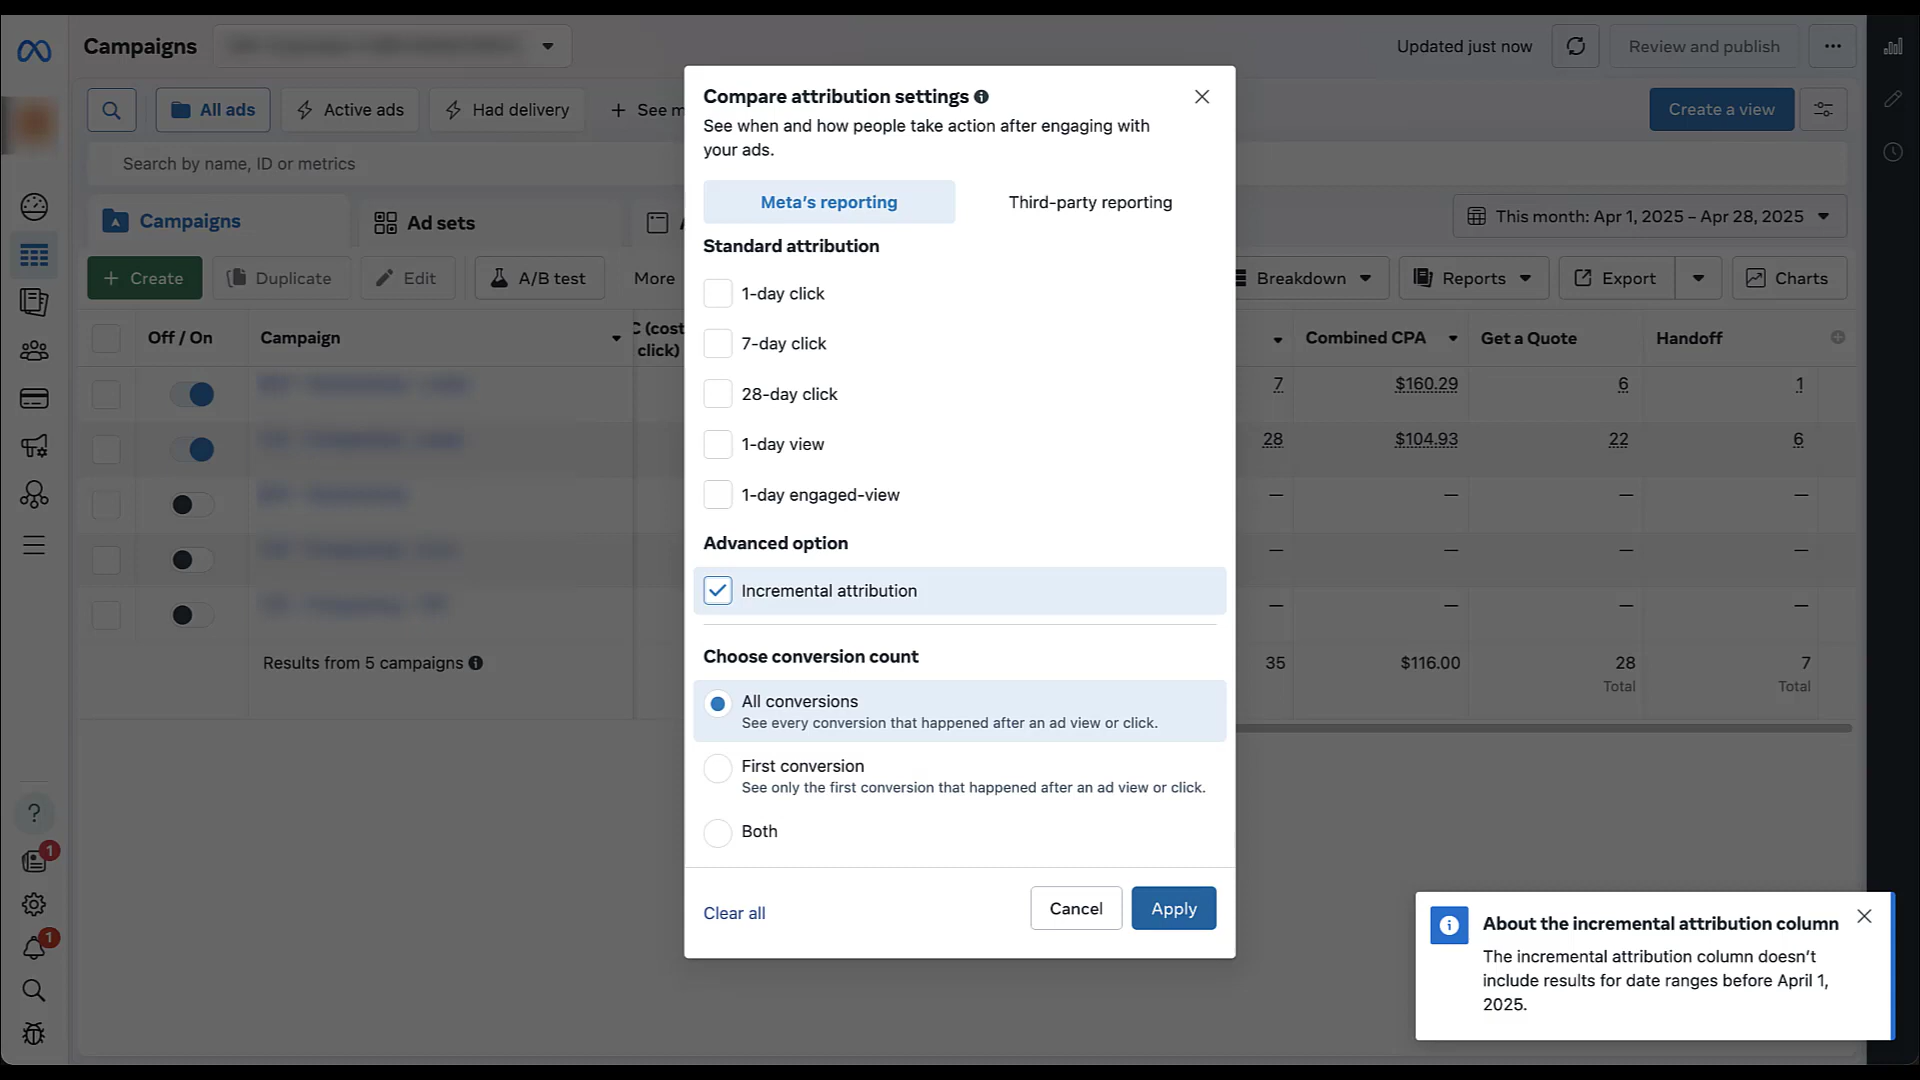 Campaigns
Updated just now
Review and publish
All ads
Active ads
Had delivery
+ See m
Create a view
Search by name, ID or metrics
Campaigns
Ad sets
This month: Apr 1, 2025 – Apr 28, 2025
+ Create
Duplicate
Edit
A/B test
More
Breakdown
Reports
Export
Charts
Off / On
Campaign
C (cost
click)
Combined CPA
Get a Quote
Handoff
7
$160.29
6
1
28
$104.93
22
6
—
—
—
—
—
—
—
—
—
—
—
—
Results from 5 campaigns
35
$116.00
28
7
Total
Total
Compare attribution settings
See when and how people take action after engaging with
your ads.
Meta’s reporting
Third-party reporting
Standard attribution
1-day click
7-day click
28-day click
1-day view
1-day engaged-view
Advanced option
Incremental attribution
Choose conversion count
All conversions
See every conversion that happened after an ad view or click.
First conversion
See only the first conversion that happened after an ad view or click.
Both
Clear all
Cancel
Apply
?
1
1
About the incremental attribution column
The incremental attribution column doesn’t
include results for date ranges before April 1,
2025.